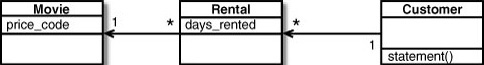 Movie
price_code
1
*
Rental
days_rented
*
1
Customer
statement()